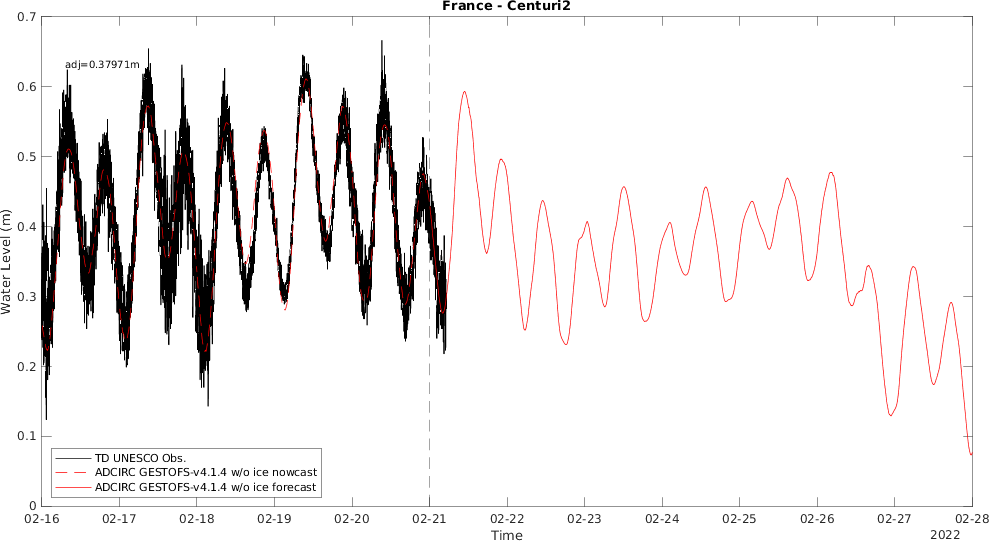 France - Centuri2
0.7
0.6
0.5
0.4
0.3
0.2
0.1
0
Water Level (m)
adj=0.37971m
TD UNESCO Obs.
ADCIRC GESTOFS-v4.1.4 w/o ice nowcast
ADCIRC GESTOFS-v4.1.4 w/o ice forecast
02-16 02-17 02-18 02-19 02-20 02-21 02-22 02-23 02-24 02-25 02-26 02-27 02-28
Time
2022